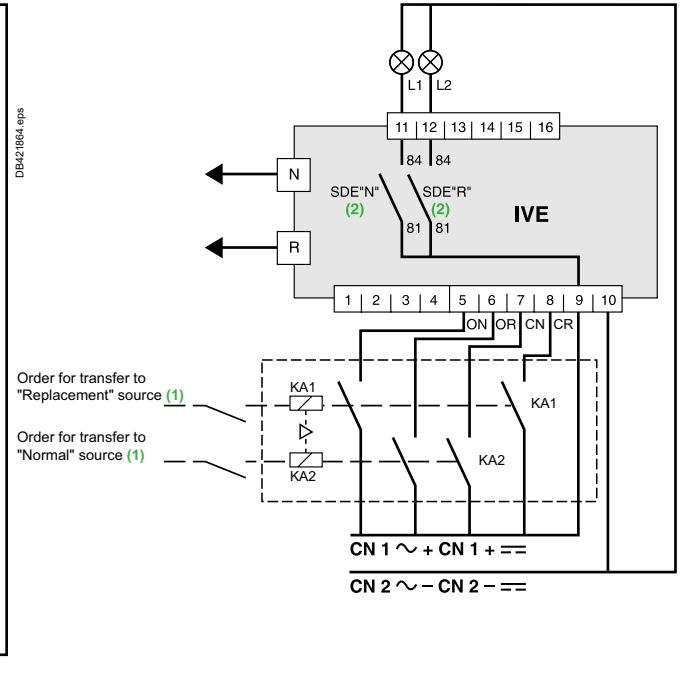 DB421864.eps
L1 L2
11 12 13 14 15 16
84 84
N
SDE"N" SDE"R"
(2) (2)
IVE
81 81
R
1 2 3 4 5 6 7 8 9 10
ON OR CN CR
Order for transfer to
"Replacement" source (1)
KA1
KA1
Order for transfer to
"Normal" source (1)
KA2
KA2
CN 1 ~ + CN 1 + ⎓
CN 2 ~ – CN 2 – ⎓